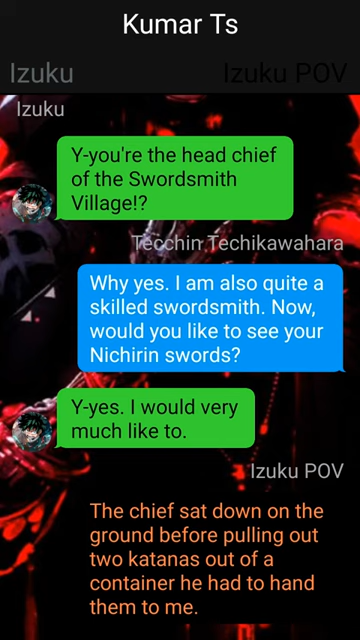 Kumar Ts
Izuku
Izuku POV
Izuku
Y-you're the head chief
of the Swordsmith
Village!?
Tecchin Techikawahara
Why yes. I am also quite a
skilled swordsmith. Now,
would you like to see your
Nichirin swords?
Y-yes. I would very
much like to.
Izuku POV
The chief sat down on the
ground before pulling out
two katanas out of a
container he had to hand
them to me.